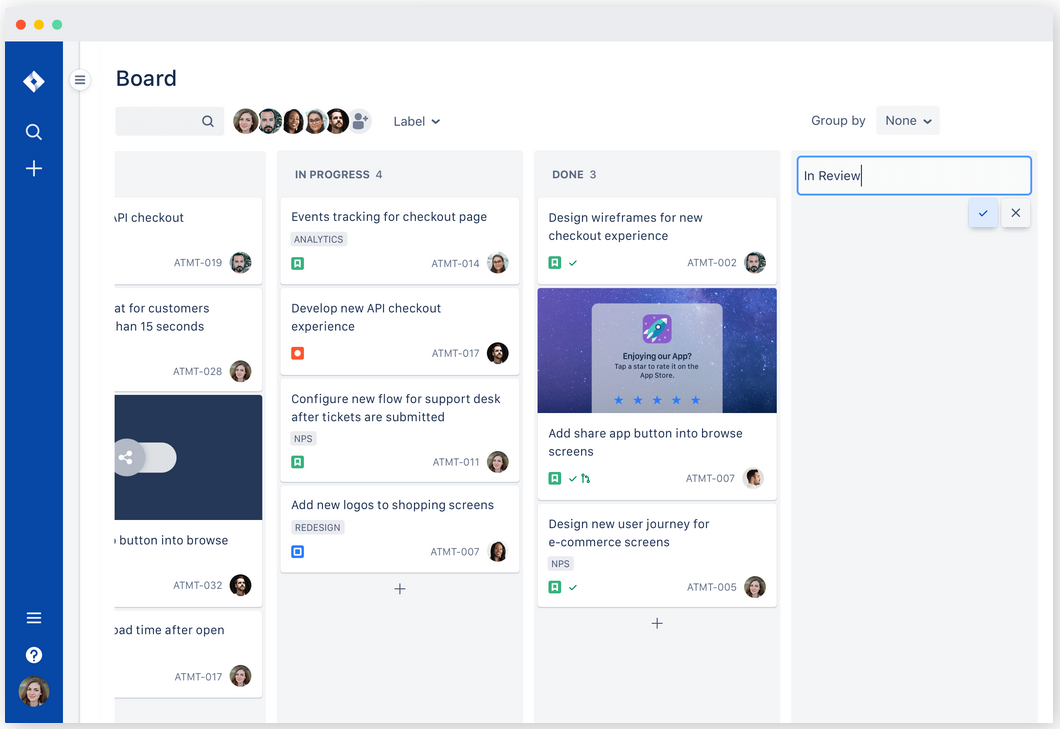 Board
Label
Group by
None
API checkout
ATMT-019
at for customers
han 15 seconds
ATMT-028
button into browse
ATMT-032
oad time after open
ATMT-017
IN PROGRESS 4
Events tracking for checkout page
ANALYTICS
ATMT-014
Develop new API checkout
experience
ATMT-017
Configure new flow for support desk
after tickets are submitted
NPS
ATMT-011
Add new logos to shopping screens
REDESIGN
ATMT-007
DONE 3
Design wireframes for new
checkout experience
ATMT-002
Enjoying our App?
Tap a star to rate it on the
App Store.
Add share app button into browse
screens
ATMT-007
Design new user journey for
e-commerce screens
NPS
ATMT-005
In Review